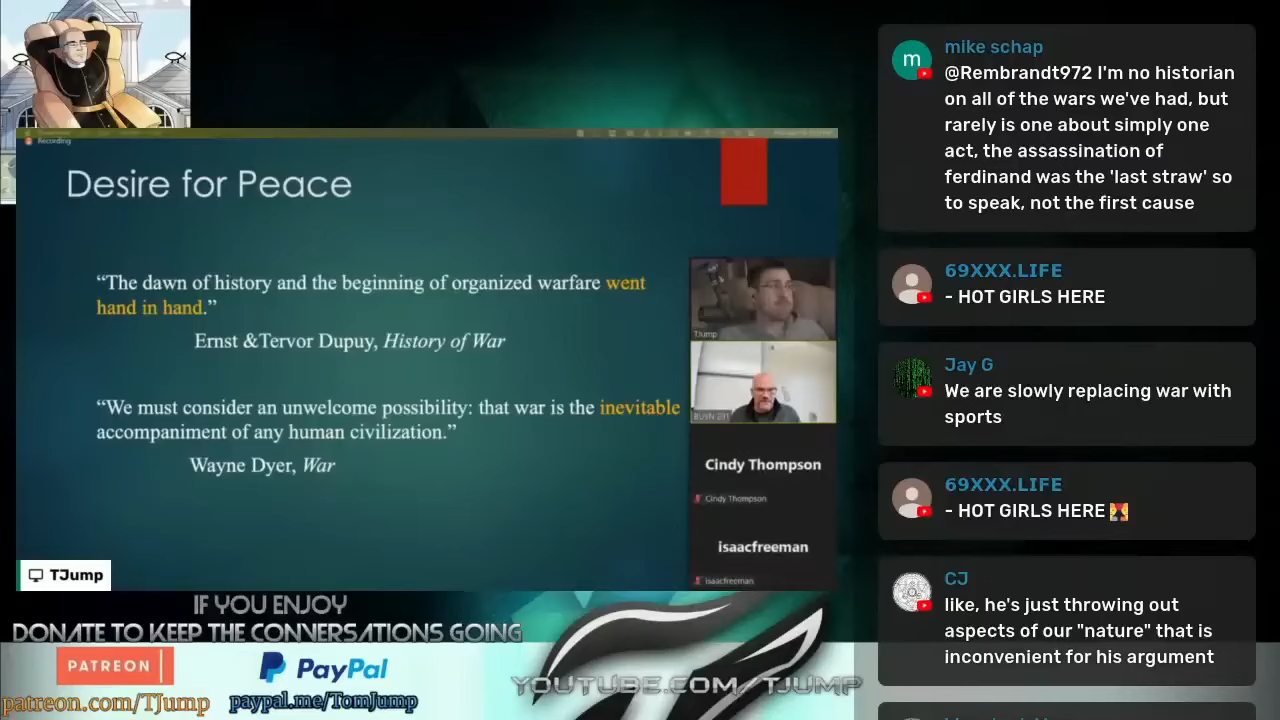 Recording
Desire for Peace
“The dawn of history and the beginning of organized warfare went
hand in hand.”
Ernst &Tervor Dupuy, History of War
“We must consider an unwelcome possibility: that war is the inevitable
accompaniment of any human civilization.”
Wayne Dyer, War
TJump
Cindy Thompson
Cindy Thompson
isaacfreeman
isaacfreeman
TJump
IF YOU ENJOY
DONATE TO KEEP THE CONVERSATIONS GOING
PATREON
PayPal
patreon.com/TJump
paypal.me/TomJump
YOUTUBE.COM/TJUMP
m
mike schap
@Rembrandt972 I'm no historian
on all of the wars we've had, but
rarely is one about simply one
act, the assassination of
ferdinand was the 'last straw' so
to speak, not the first cause
69XXX.LIFE
- HOT GIRLS HERE
Jay G
We are slowly replacing war with
sports
69XXX.LIFE
- HOT GIRLS HERE
CJ
like, he's just throwing out
aspects of our "nature" that is
inconvenient for his argument